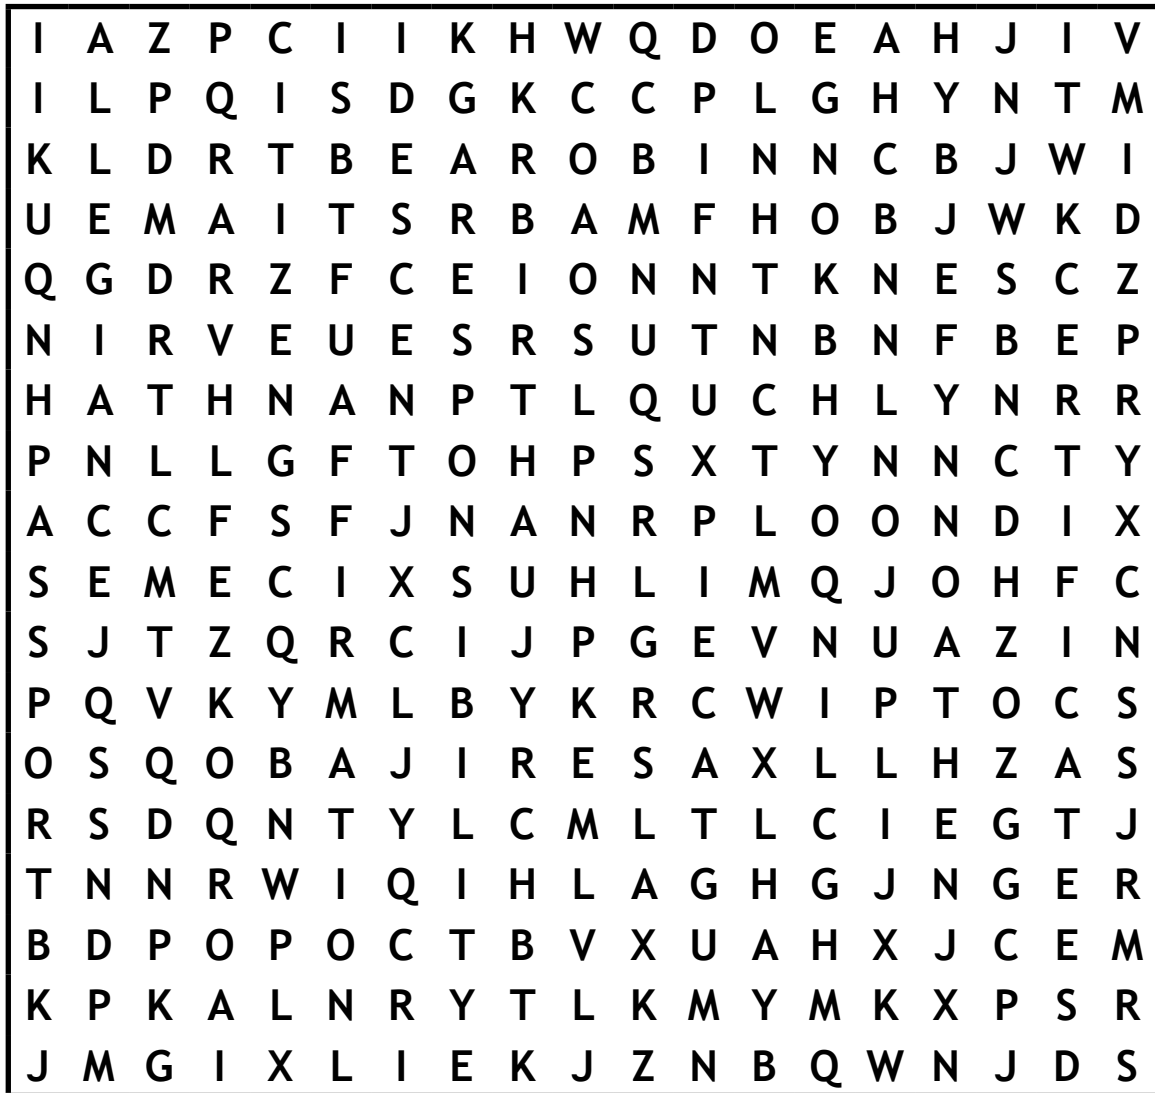 I A Z P C I I K H W Q D O E A H J I V
I L P Q I S D G K C C P L G H Y N T M
K L D R T B E A R O B I N N C B J W I
U E M A I T S R B A M F H O B J W K D
Q G D R Z F C E I O N N T K N E S C Z
N I R V E U E S R S U T N B N F B E P
H A T H N A N P T L Q U C H L Y N R R
P N L L G F T O H P S X T Y N N C T Y
A C C F S F J N A N R P L O O N D I X
S E M E C I X S U H L I M Q J O H F C
S J T Z Q R C I J P G E V N U A Z I N
P Q V K Y M L B Y K R C W I P T O C S
O S Q O B A J I R E S A X L L H Z A S
R S D Q N T Y L C M L T L C I E G T J
T N N R W I Q I H L A G H G J N G E R
B D P O P O C T B V X U A H X J C E M
K P K A L N R Y T L K M Y M K X P S R
J M G I X L I E K J Z N B Q W N J D S